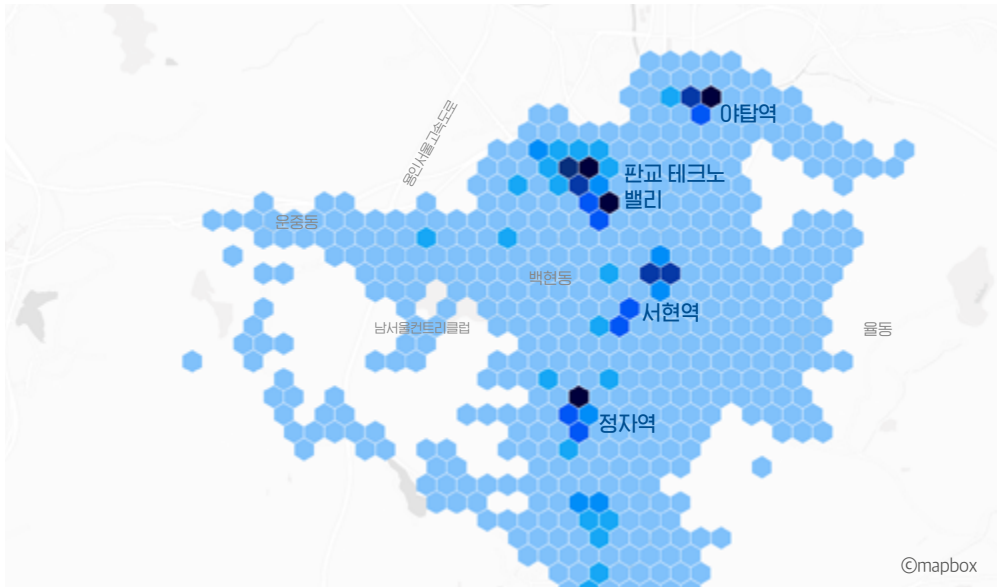 야탑역
용인서울고속도로
판교 테크노
밸리
운중동
백현동
서현역
남서울컨트리클럽
율동
정자역
©mapbox